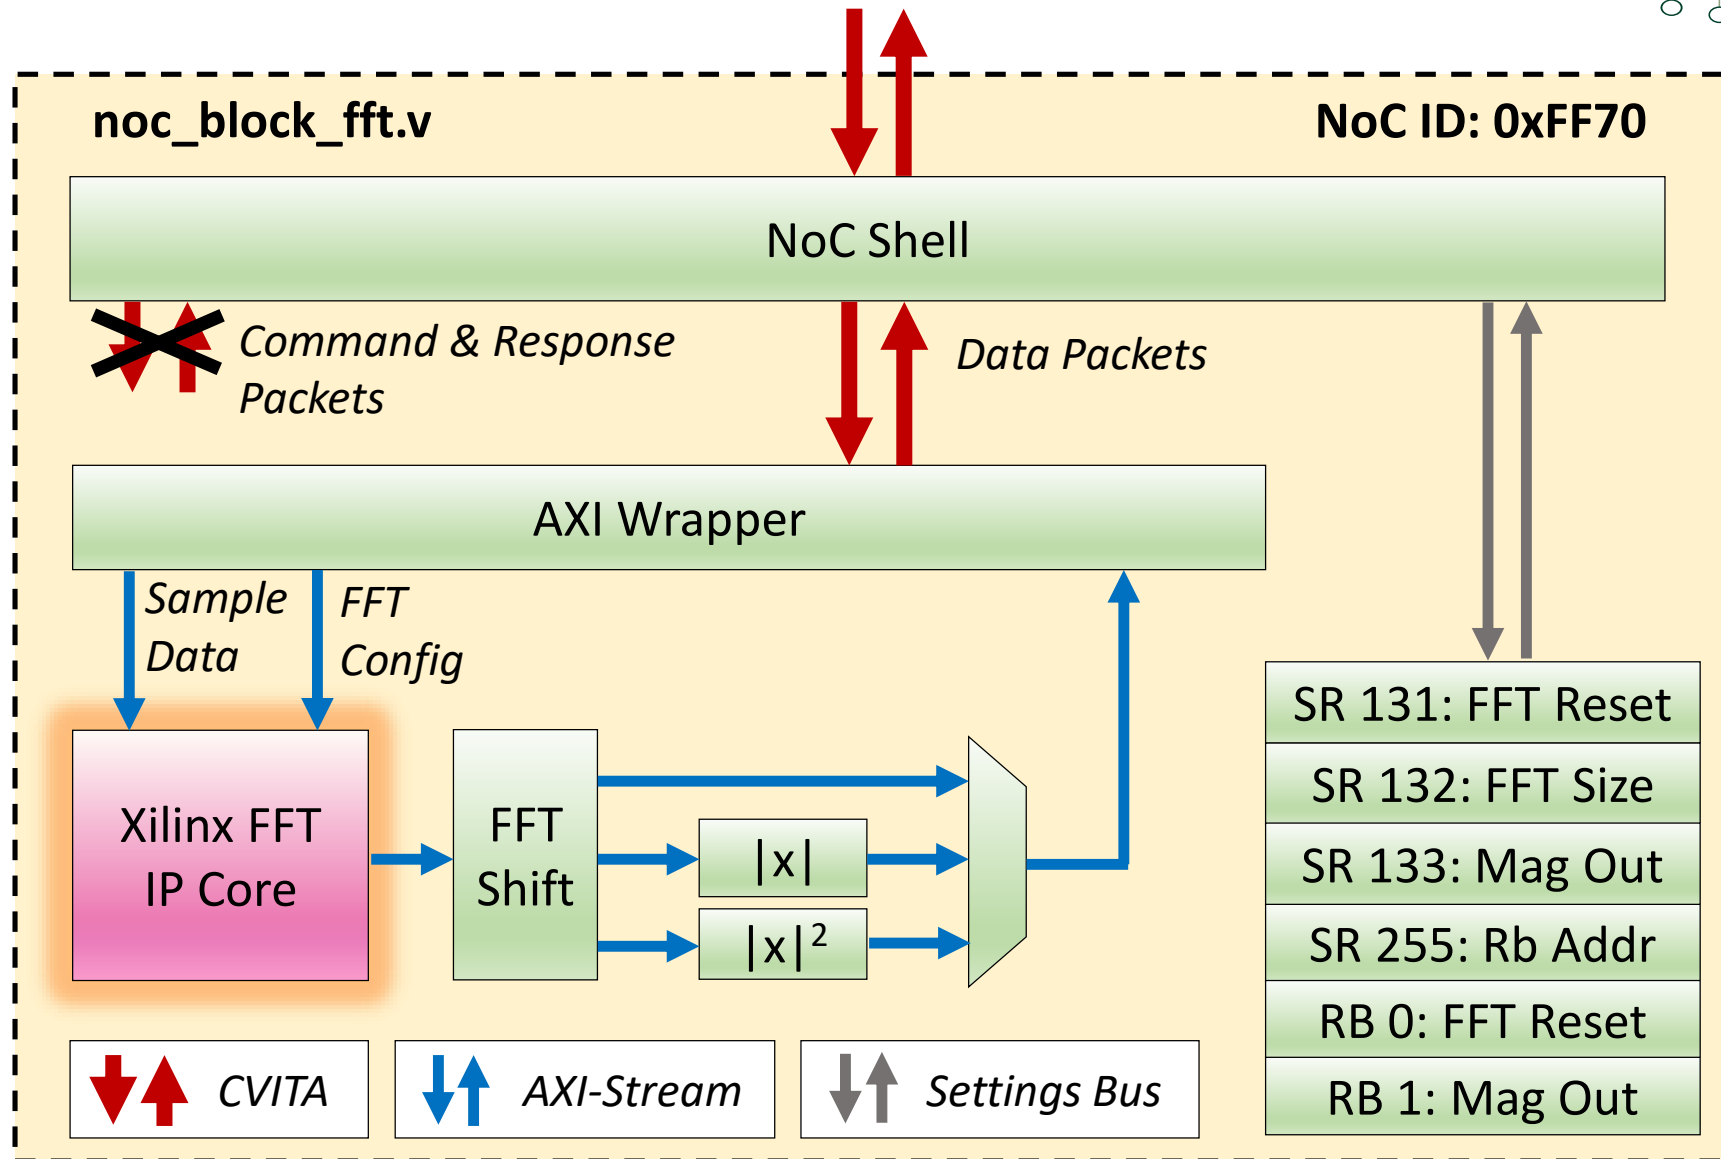 noc_block_fft.v
NoC ID: 0xFF70
NoC Shell
Command & Response
Packets
Data Packets
AXI Wrapper
Sample
Data
FFT
Config
Xilinx FFT
IP Core
FFT
Shift
|x|
|x|²
SR 131: FFT Reset
SR 132: FFT Size
SR 133: Mag Out
SR 255: Rb Addr
RB 0: FFT Reset
RB 1: Mag Out
CVITA
AXI-Stream
Settings Bus